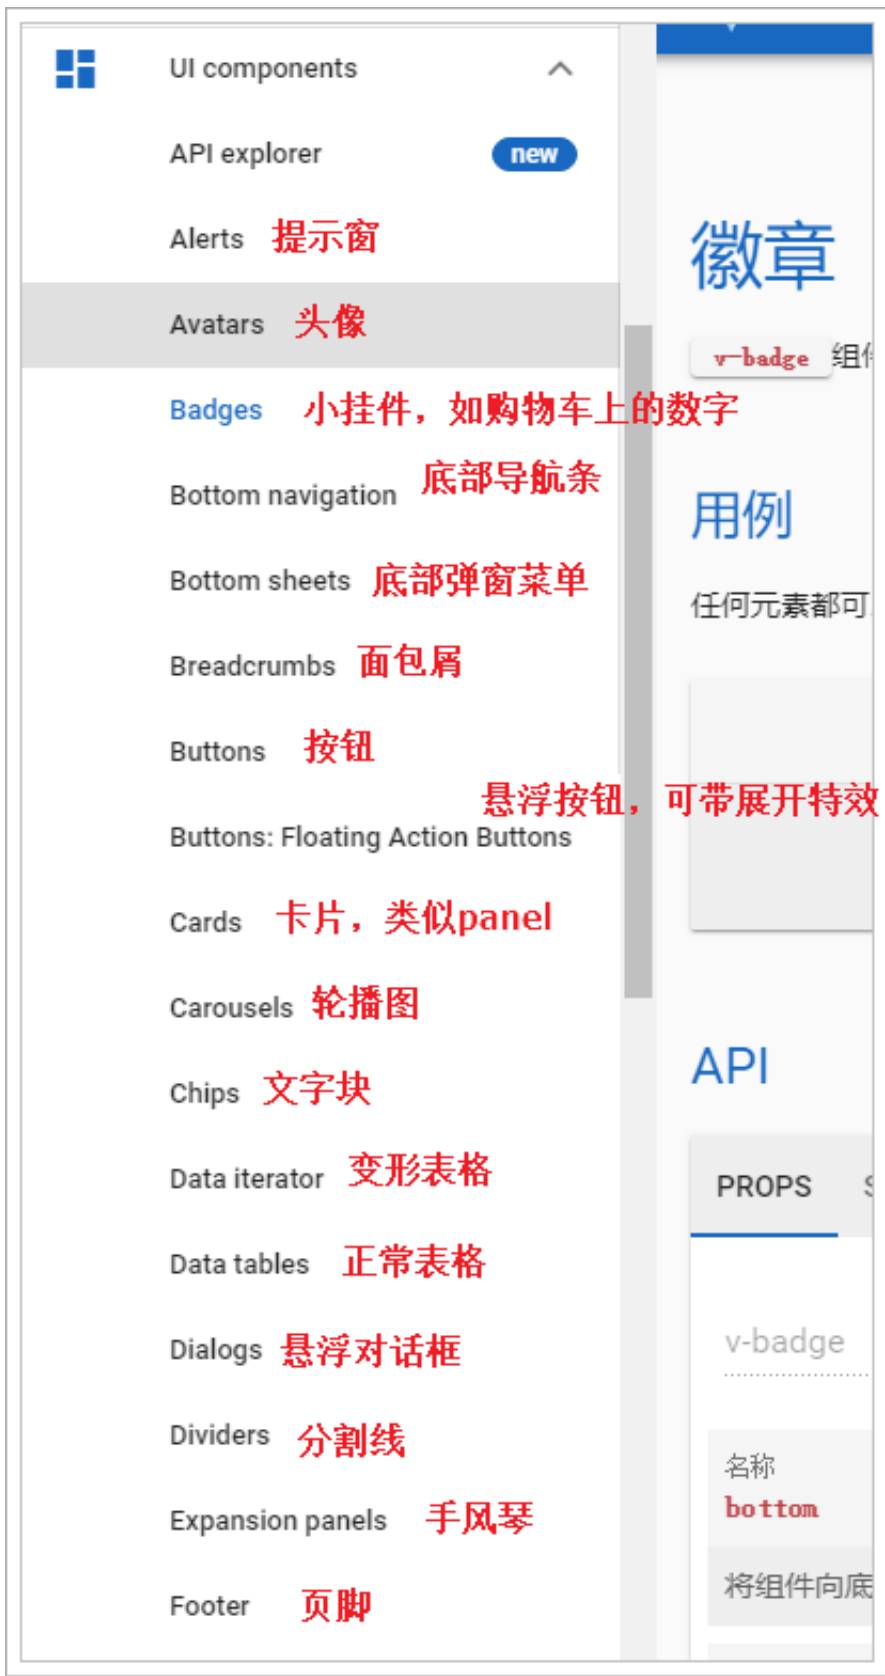 UI components
API explorer new
Alerts 提示窗
Avatars 头像
Badges 小挂件，如购物车上的数字
Bottom navigation 底部导航条
Bottom sheets 底部弹窗菜单
Breadcrumbs 面包屑
Buttons 按钮
悬浮按钮，可带展开特效
Buttons: Floating Action Buttons
Cards 卡片，类似panel
Carousels 轮播图
Chips 文字块
Data iterator 变形表格
Data tables 正常表格
Dialogs 悬浮对话框
Dividers 分割线
Expansion panels 手风琴
Footer 页脚
徽章
v-badge 组件
用例
任何元素都可
API
PROPS
v-badge
名称
bottom
将组件向底